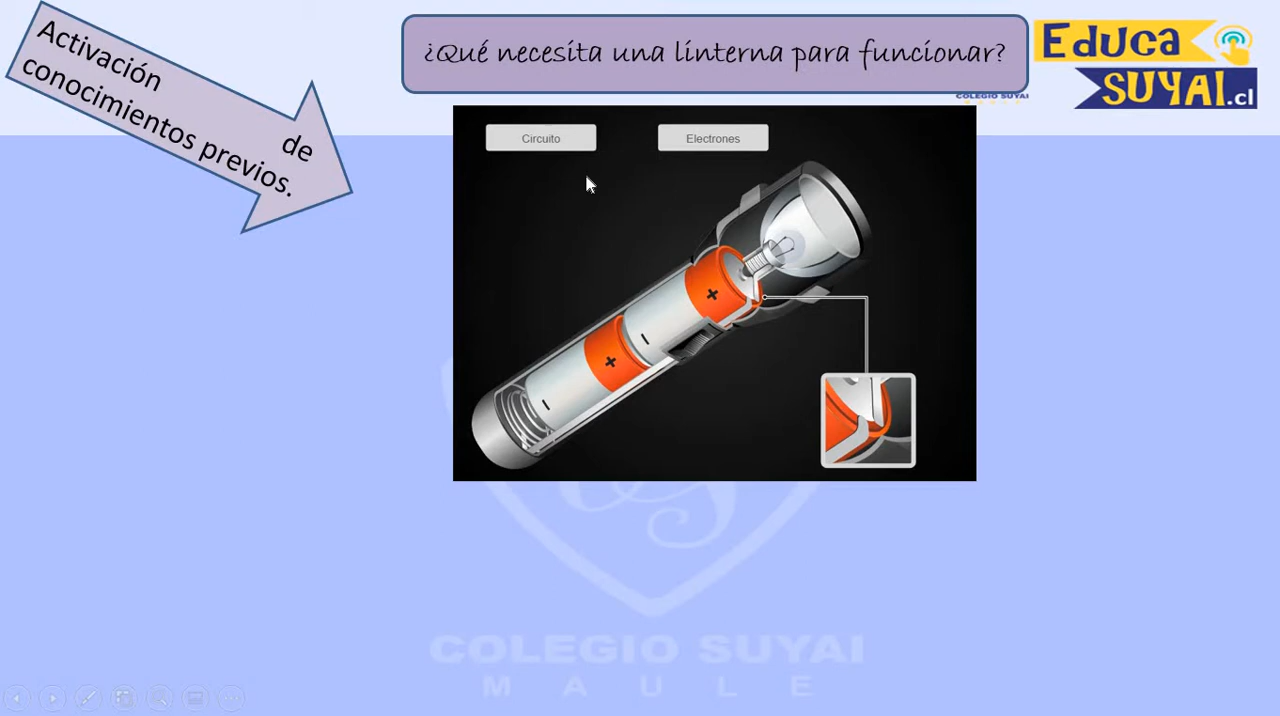 Activación
de
conocimientos previos.
¿Qué necesita una linterna para funcionar?
Educa
SUYAI.cl
COLEGIO SUYAI
Circuito
Electrones
+
-
+
-
COLEGIO SUYAI
MAULE